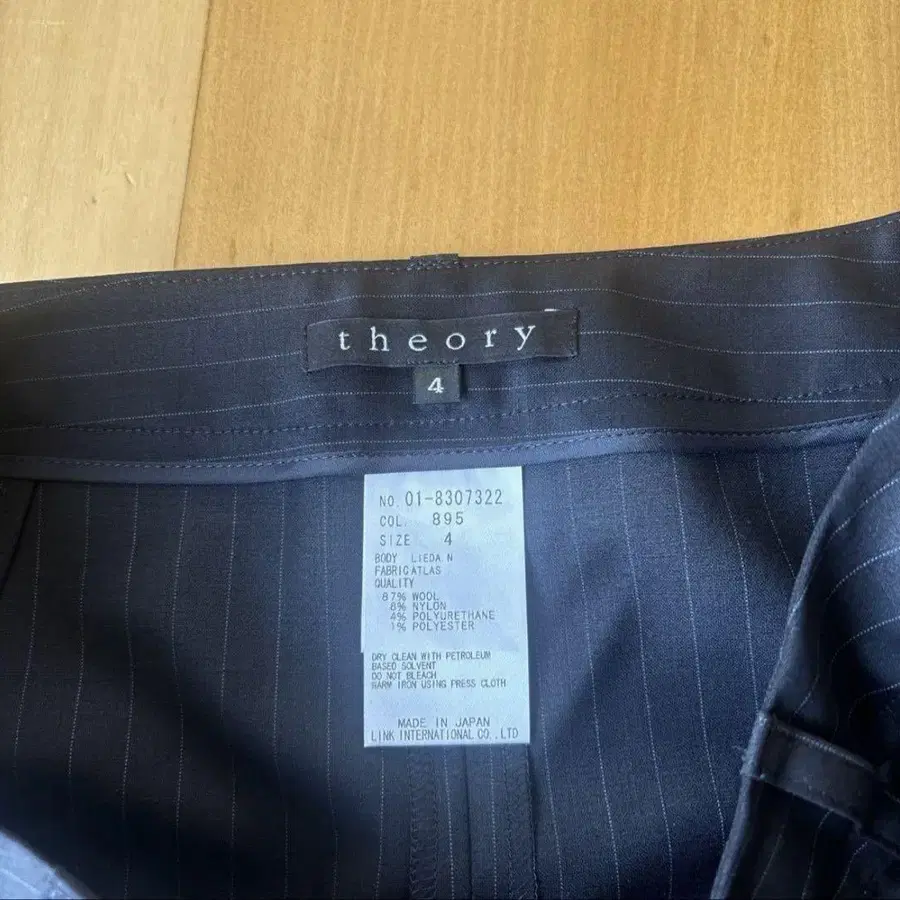 theory
4
NO. 01-8307322
COL. 895
SIZE 4
BODY LIEDA N
FABRIC ATLAS
QUALITY
87% WOOL
8% NYLON
4% POLYURETHANE
1% POLYESTER
DRY CLEAN WITH PETROLEUM
BASED SOLVENT
DO NOT BLEACH
WARM IRON USING PRESS CLOTH
MADE IN JAPAN
LINK INTERNATIONAL CO.,LTD